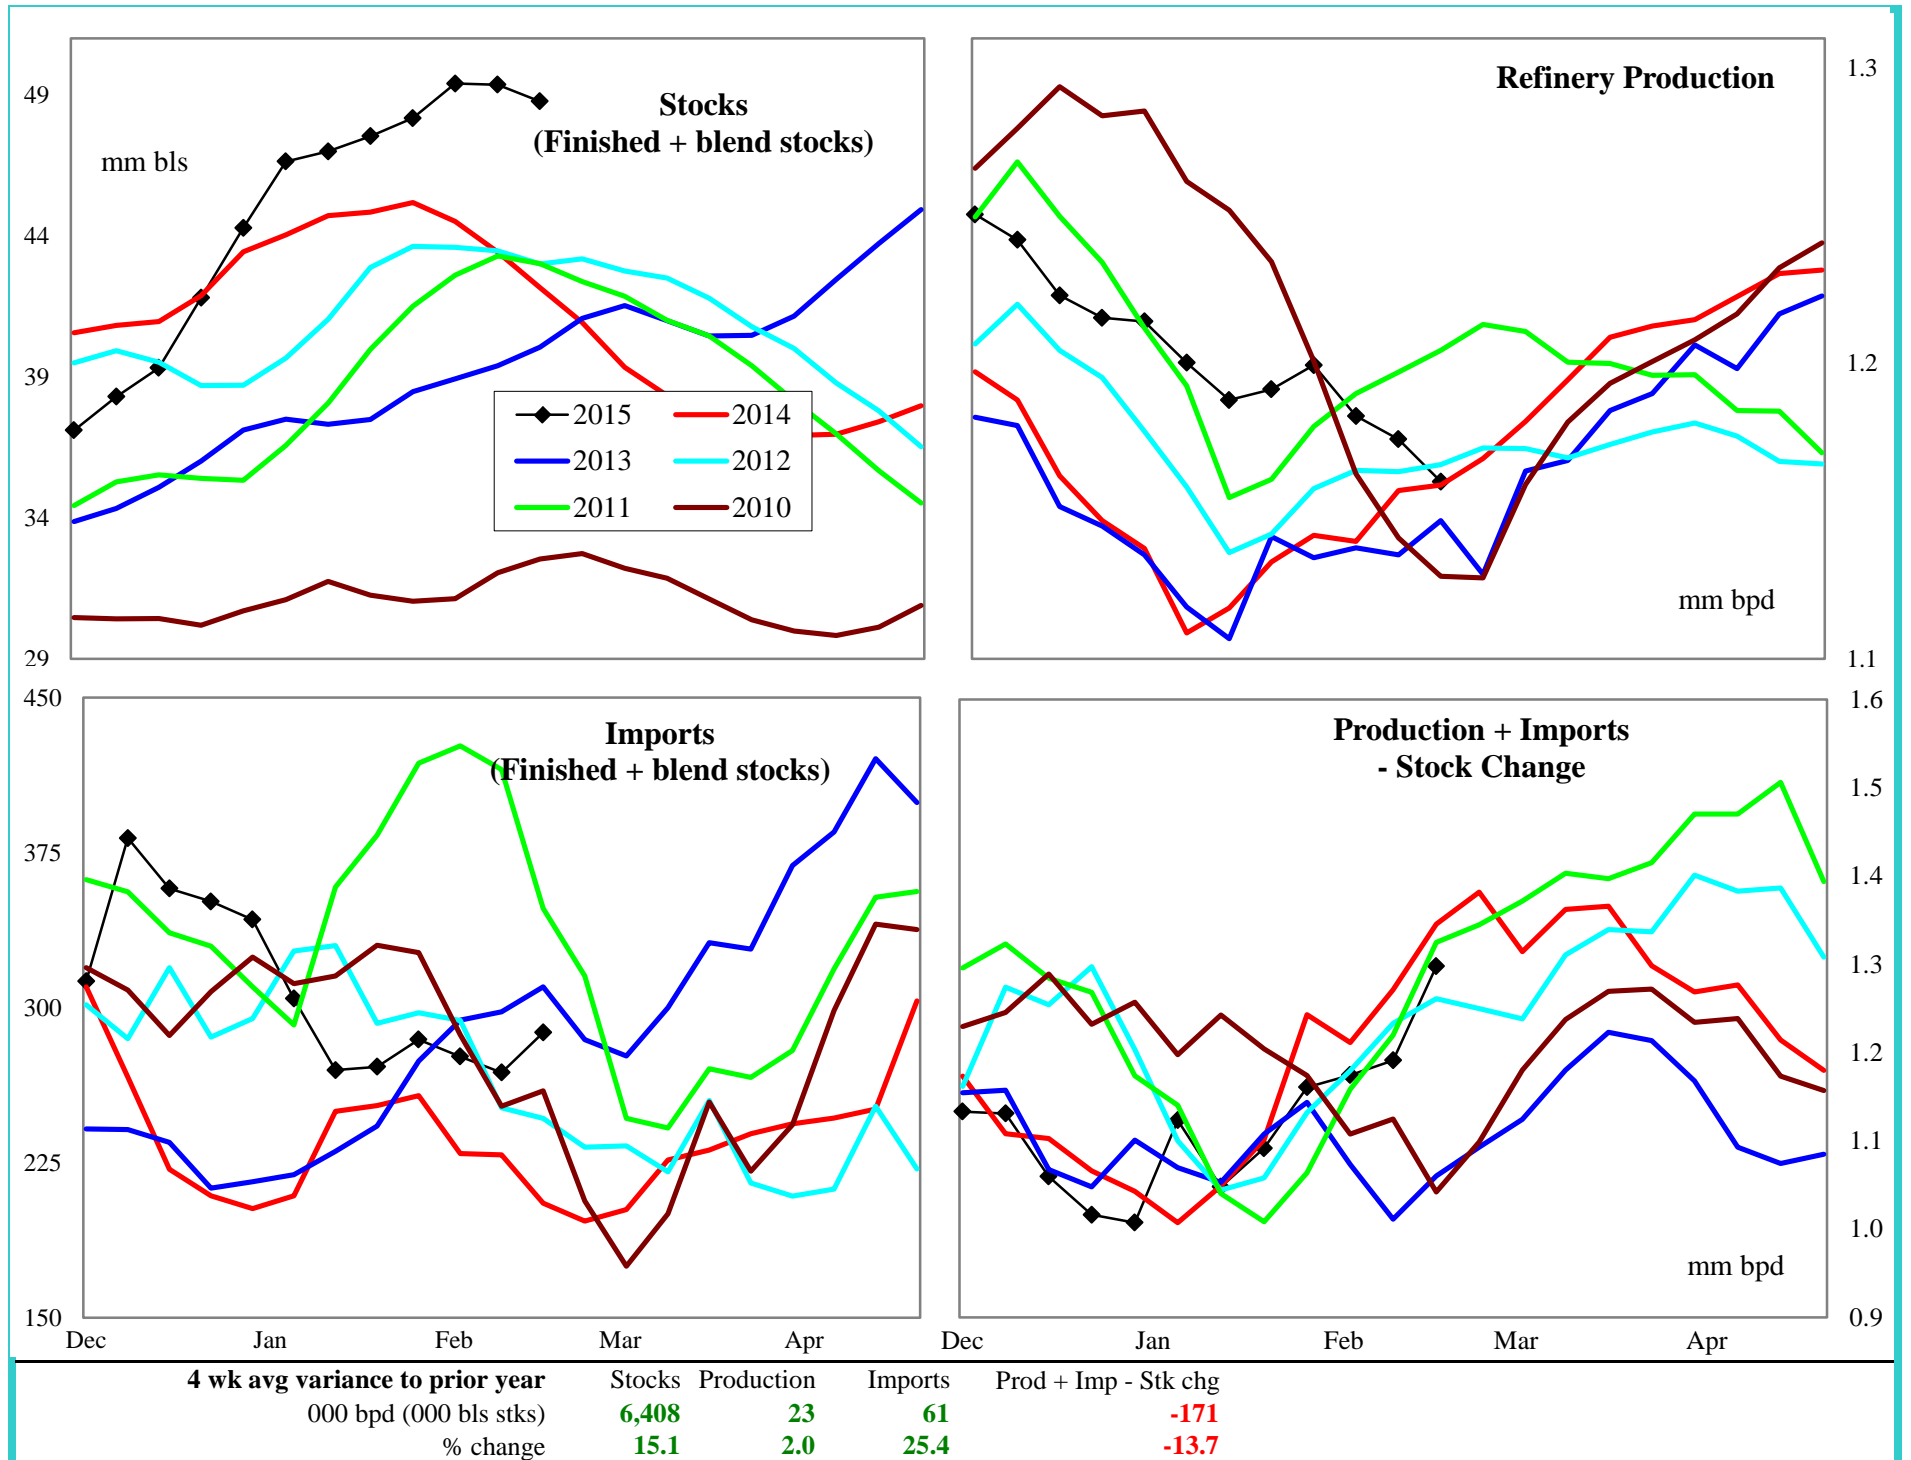 Stocks
(Finished + blend stocks)
mm bls
49
44
39
34
29
2015 2014
2013 2012
2011 2010
Refinery Production
mm bpd
1.3
1.2
1.1
Imports
(Finished + blend stocks)
450
375
300
225
150
Dec Jan Feb Mar Apr
Production + Imports
- Stock Change
mm bpd
1.6
1.5
1.4
1.3
1.2
1.1
1.0
0.9
Dec Jan Feb Mar Apr
4 wk avg variance to prior year Stocks Production Imports Prod + Imp - Stk chg
000 bpd (000 bls stks) 6,408 23 61 -171
% change 15.1 2.0 25.4 -13.7